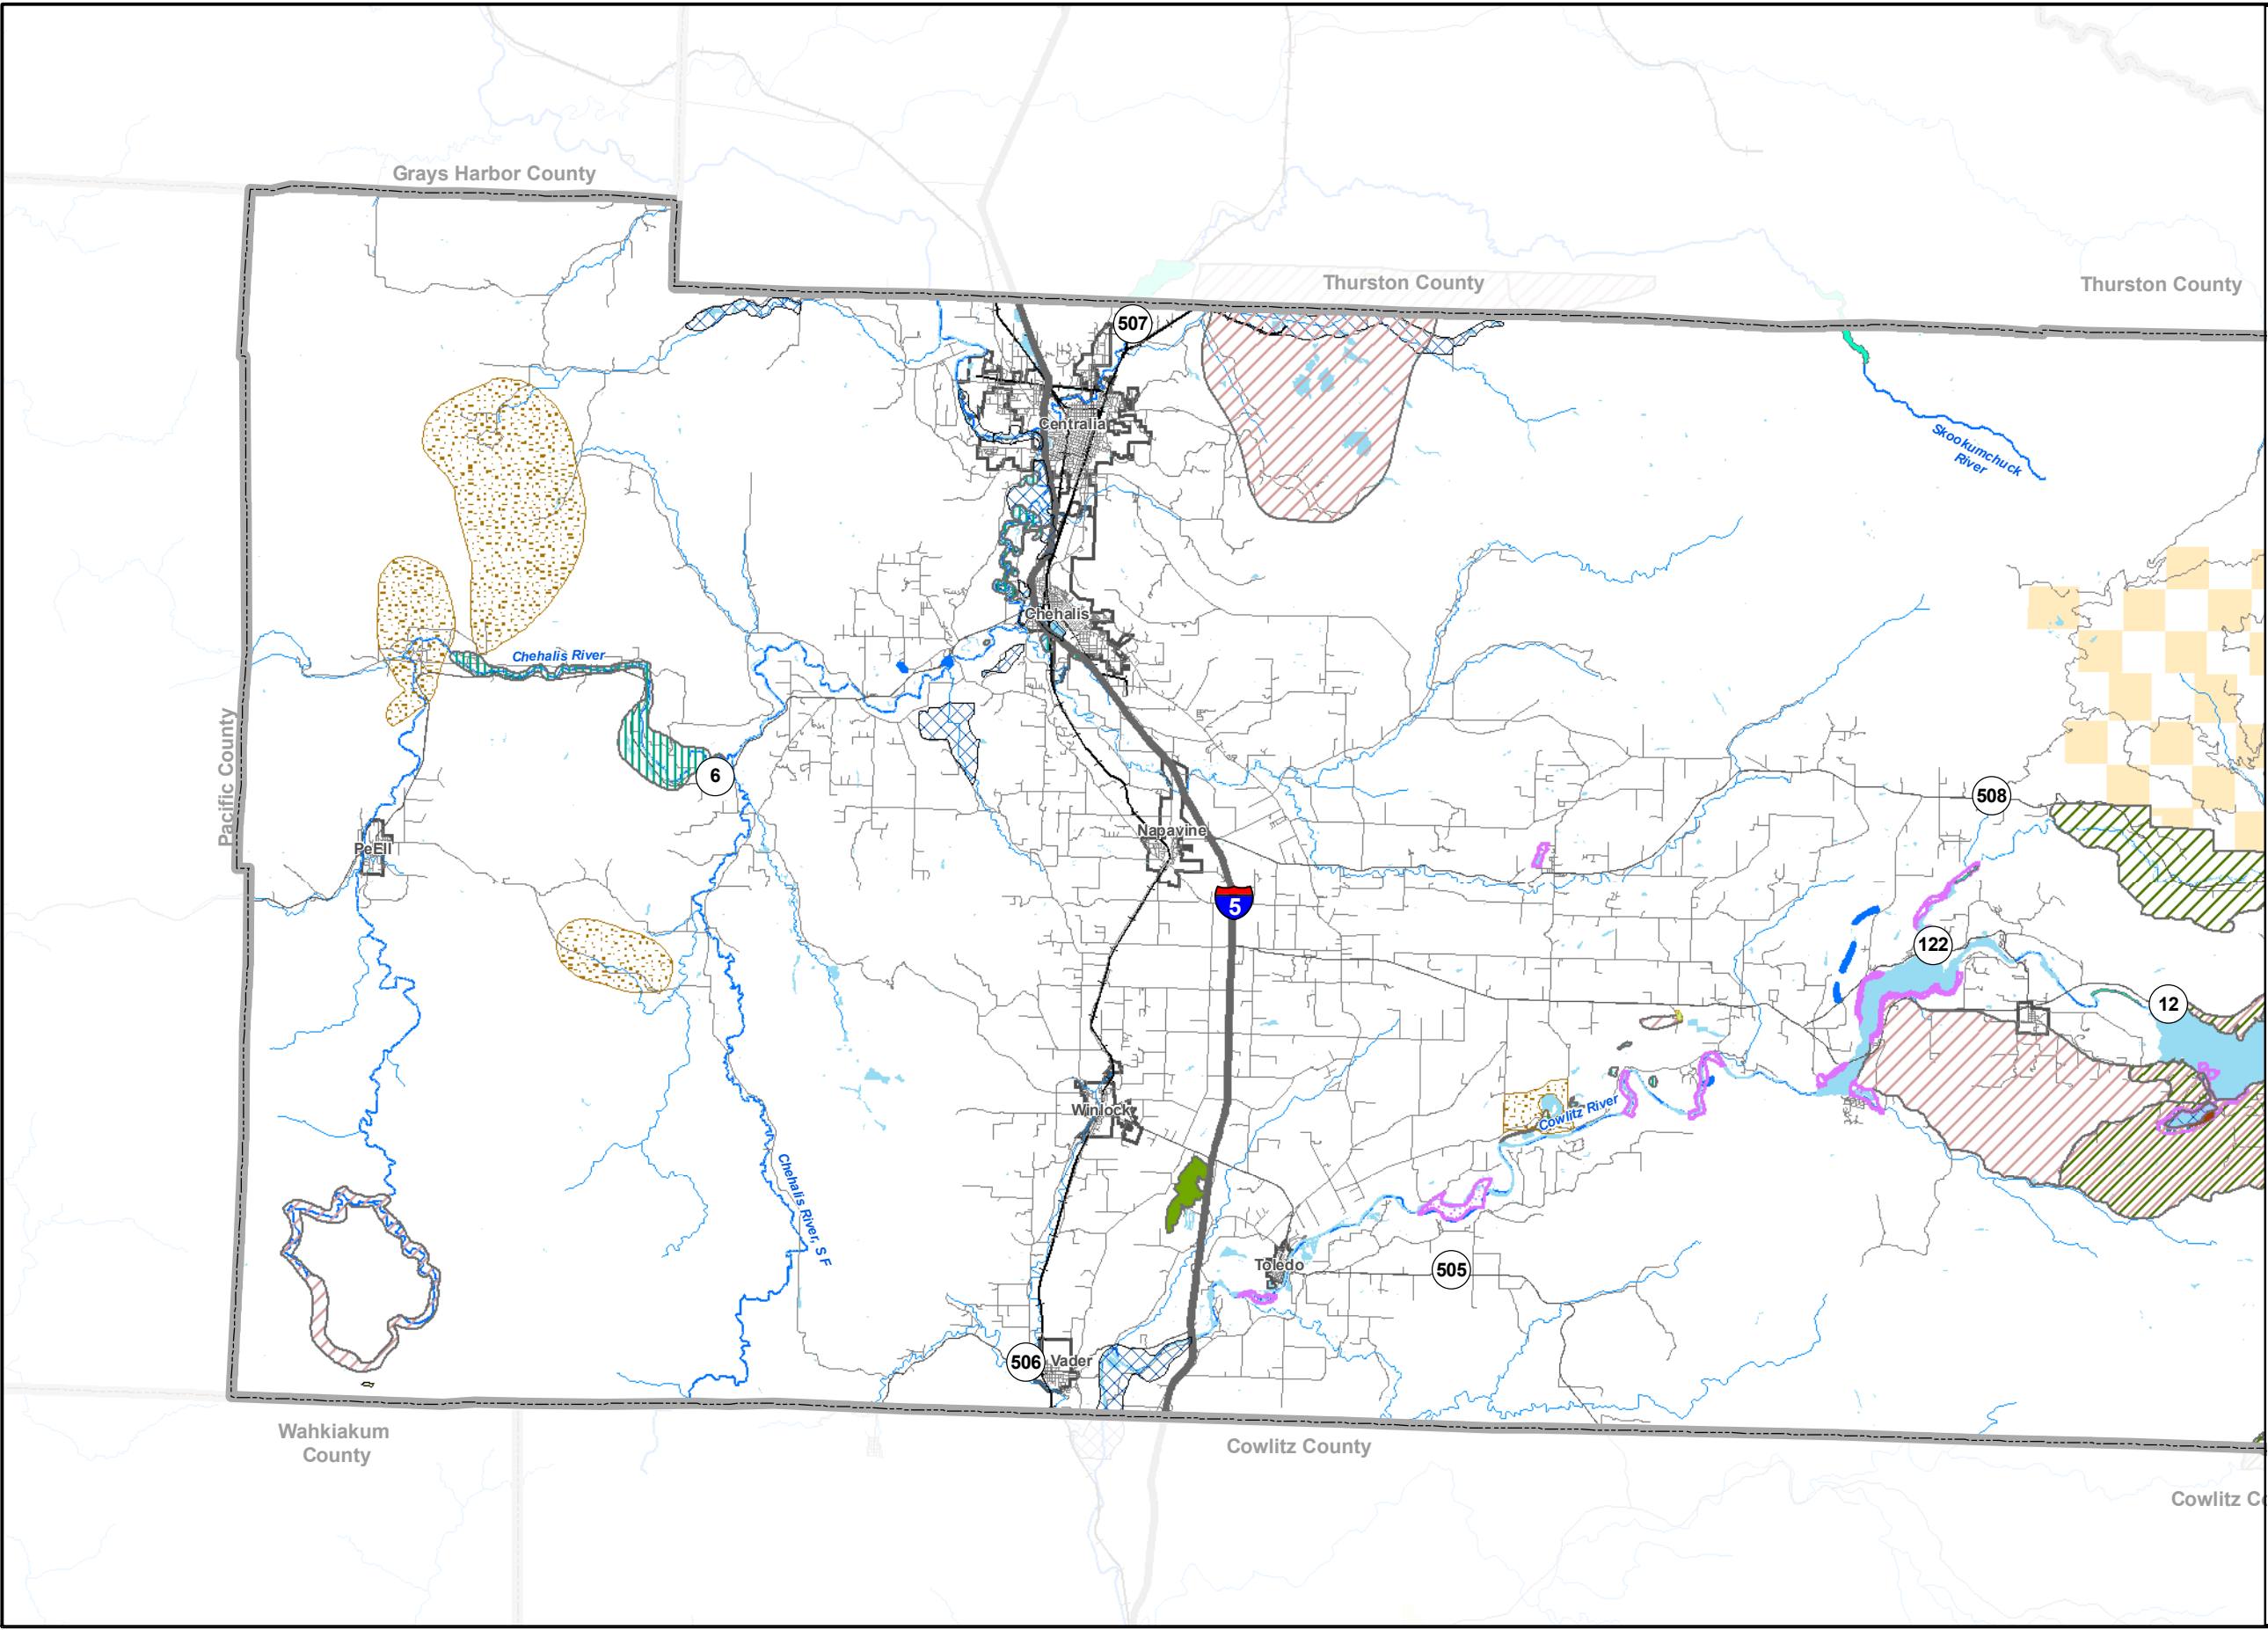 Grays Harbor County
Thurston County
Thurston County
507
Centralia
Skookumchuck
River
Chehalis
Chehalis River
Pacific County
6
508
Napavine
PeEll
5
122
12
Winlock
Cowlitz River
Chehalis River, S F
Toledo
505
506
Vader
Wahkiakum
County
Cowlitz County
Cowlitz C